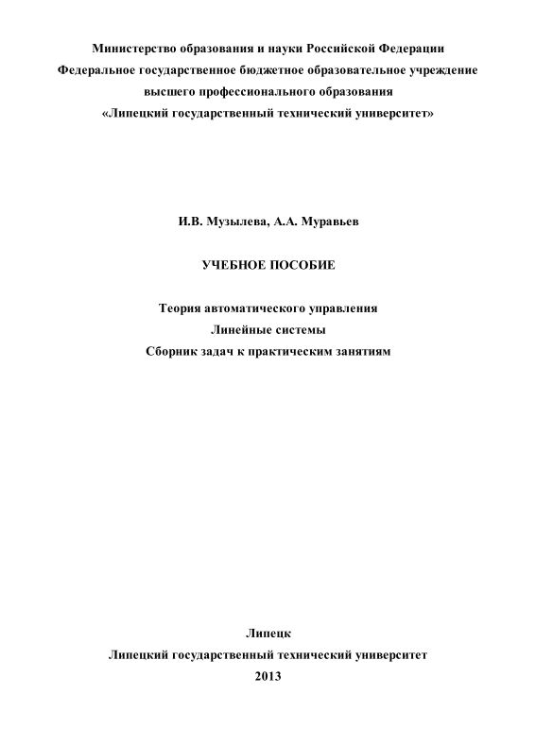 Министерство образования и науки Российской Федерации
Федеральное государственное бюджетное образовательное учреждение
высшего профессионального образования
«Липецкий государственный технический университет»
И.В. Музылева, А.А. Муравьев
УЧЕБНОЕ ПОСОБИЕ
Теория автоматического управления
Линейные системы
Сборник задач к практическим занятиям
Липецк
Липецкий государственный технический университет
2013